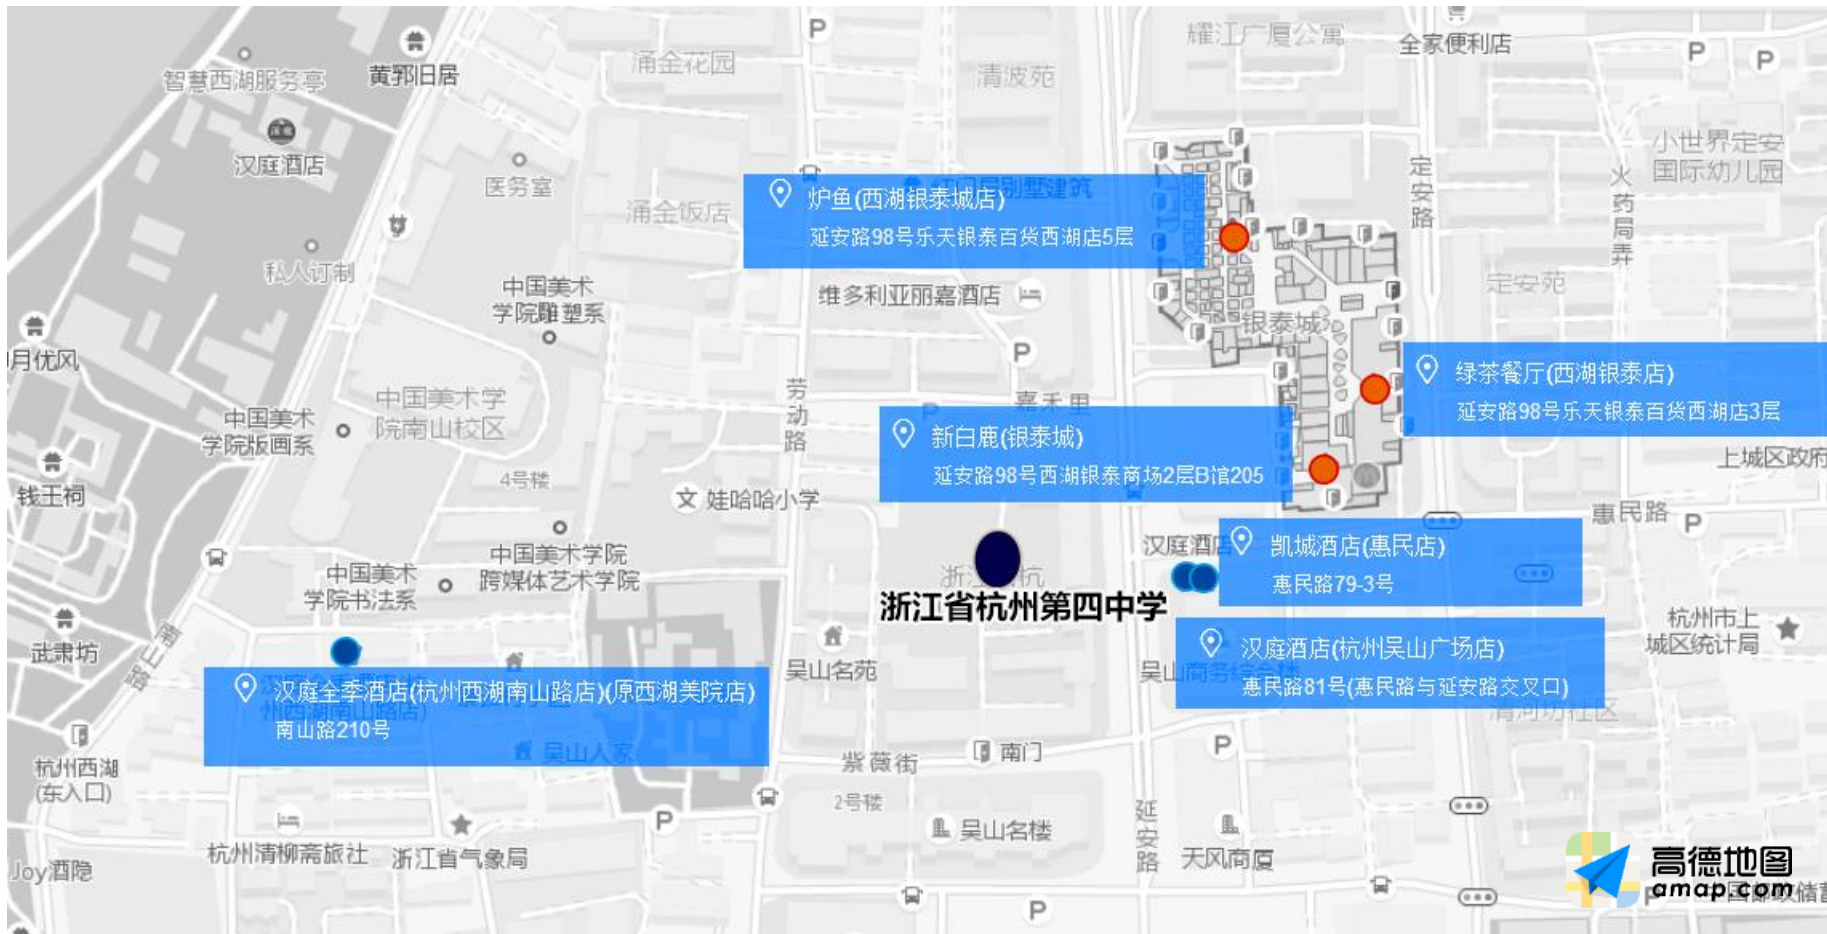 耀江广厦公寓
全家便利店
涌金花园
黄郛旧居
清波苑
智慧西湖服务亭
P
P
P
汉庭酒店
小世界定安
国际幼儿园
定安路
火药局弄
医务室
涌金饭店
炉鱼(西湖银泰城店)
延安路98号乐天银泰百货西湖店5层
私人订制
中国美术
学院雕塑系
维多利亚丽嘉酒店
定安苑
银泰城
月优风
P
绿茶餐厅(西湖银泰店)
延安路98号乐天银泰百货西湖店3层
中国美术学
院南山校区
劳动路
嘉禾里
中国美术
学院版画系
新白鹿(银泰城)
延安路98号西湖银泰商场2层B馆205
上城区政府
4号楼
钱王祠
文
娃哈哈小学
惠民路
P
中国美术学院
跨媒体艺术学院
汉庭酒店
凯城酒店(惠民店)
惠民路79-3号
中国美术
学院书法系
浙江省杭州第四中学
杭州市上
城区统计局
武肃坊
南山路
吴山名苑
吴山商务综合楼
汉庭酒店(杭州吴山广场店)
惠民路81号(惠民路与延安路交叉口)
清河坊社区
汉庭全季酒店(杭州西湖南山路店)(原西湖美院店)
南山路210号
吴山人家
杭州西湖
(东入口)
紫薇街
南门
P
2号楼
P
吴山名楼
延安路
天风商厦
杭州清柳斋旅社
浙江省气象局
Joy酒隐
高德地图
amap.com
P
P